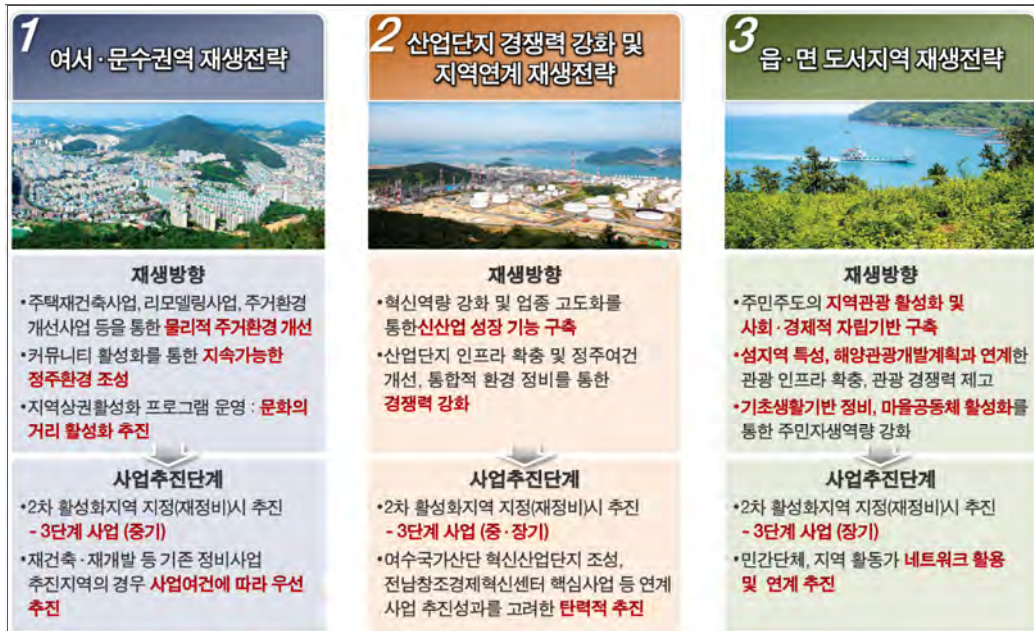 1 여서·문수권역 재생전략
재생방향
•주택재건축사업, 리모델링사업, 주거환경
개선사업 등을 통한 물리적 주거환경 개선
•커뮤니티 활성화를 통한 지속가능한
정주환경 조성
•지역상권활성화 프로그램 운영 : 문화의
거리 활성화 추진
사업추진단계
•2차 활성화지역 지정(재정비)시 추진
- 3단계 사업 (중기)
•재건축·재개발 등 기존 정비사업
추진지역의 경우 사업여건에 따라 우선
추진
2 산업단지 경쟁력 강화 및
지역연계 재생전략
재생방향
•혁신역량 강화 및 업종 고도화를
통한신산업 성장 기능 구축
•산업단지 인프라 확충 및 정주여건
개선, 통합적 환경 정비를 통한
경쟁력 강화
사업추진단계
•2차 활성화지역 지정(재정비)시 추진
- 3단계 사업 (중·장기)
•여수국가산단 혁신산업단지 조성,
전남창조경제혁신센터 핵심사업 등 연계
사업 추진성과를 고려한 탄력적 추진
3 읍·면 도서지역 재생전략
재생방향
•주민주도의 지역관광 활성화 및
사회·경제적 자립기반 구축
•섬지역 특성, 해양관광개발계획과 연계한
관광 인프라 확충, 관광 경쟁력 제고
•기초생활기반 정비, 마을공동체 활성화를
통한 주민자생역량 강화
사업추진단계
•2차 활성화지역 지정(재정비)시 추진
- 3단계 사업 (장기)
•민간단체, 지역 활동가 네트워크 활용
및 연계 추진